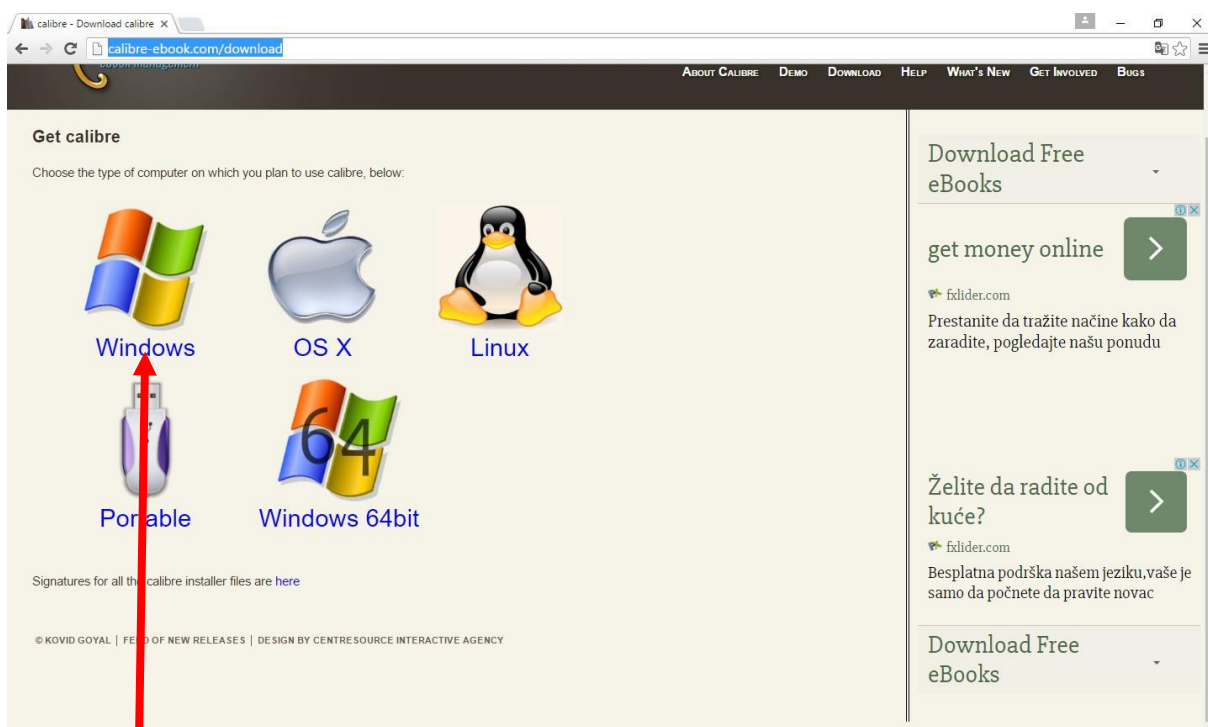 calibre - Download calibre
calibre-ebook.com/download
ebook management
ABOUT CALIBRE DEMO DOWNLOAD HELP WHAT'S NEW GET INVOLVED BUGS
Get calibre
Choose the type of computer on which you plan to use calibre, below:
Windows OS X Linux
64
Portable Windows 64bit
Signatures for all the calibre installer files are here
© KOVID GOYAL | FEED OF NEW RELEASES | DESIGN BY CENTRESOURCE INTERACTIVE AGENCY
Download Free
eBooks
get money online
fxlider.com
Prestanite da tražite načine kako da
zaradite, pogledajte našu ponudu
Želite da radite od
kuće?
fxlider.com
Besplatna podrška našem jeziku,vaše je
samo da počnete da pravite novac
Download Free
eBooks